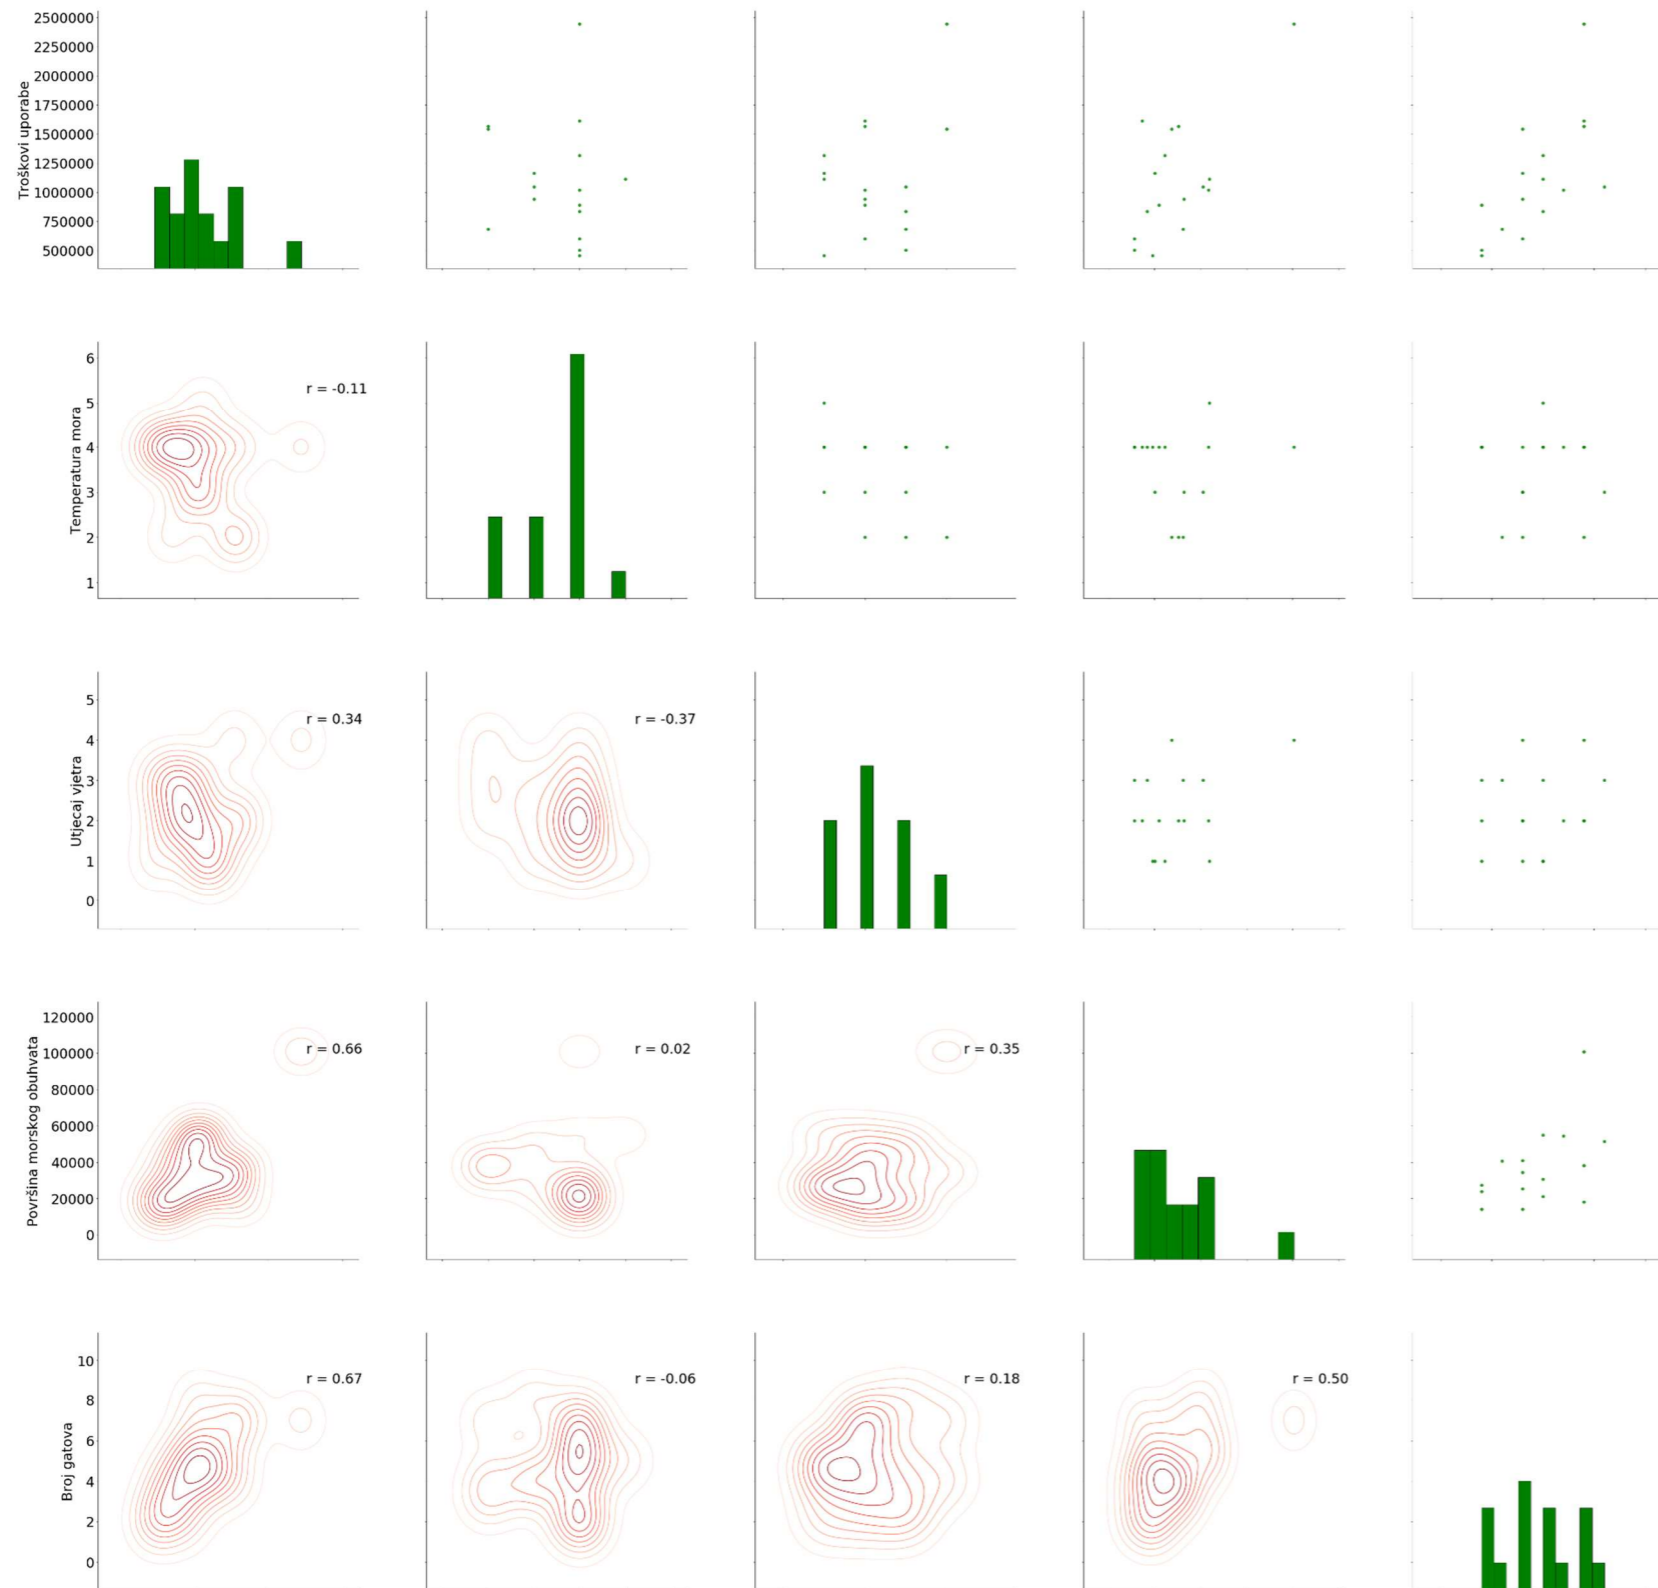 2500000
2250000
2000000
1750000
1500000
1250000
1000000
750000
500000
Troškovi uporabe
6
5
4
3
2
1
Temperatura mora
r = -0.11
5
4
3
2
1
0
Utjecaj vjetra
r = 0.34
r = -0.37
120000
100000
80000
60000
40000
20000
0
Površina morskog obuhvata
r = 0.66
r = 0.02
r = 0.35
10
8
6
4
2
0
Broj gatova
r = 0.67
r = -0.06
r = 0.18
r = 0.50